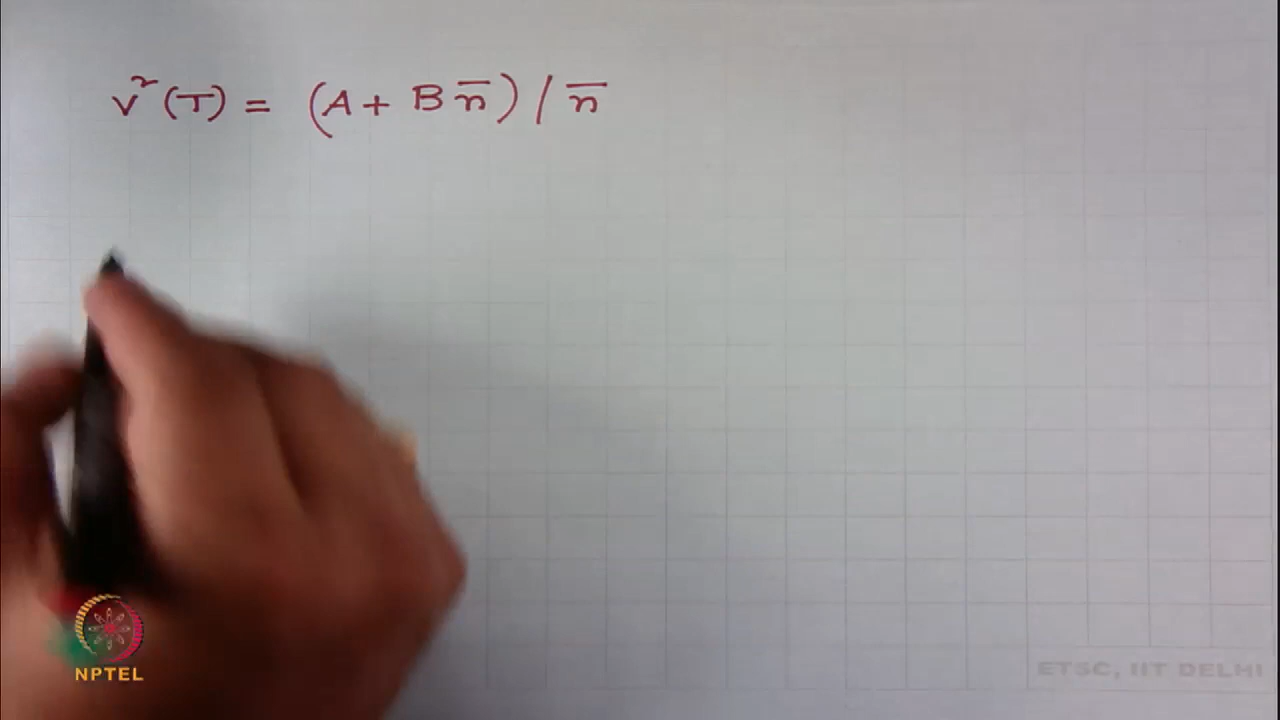 v²(T) = (A + B n̅) / n̅
NPTEL
ETSC, IIT DELHI